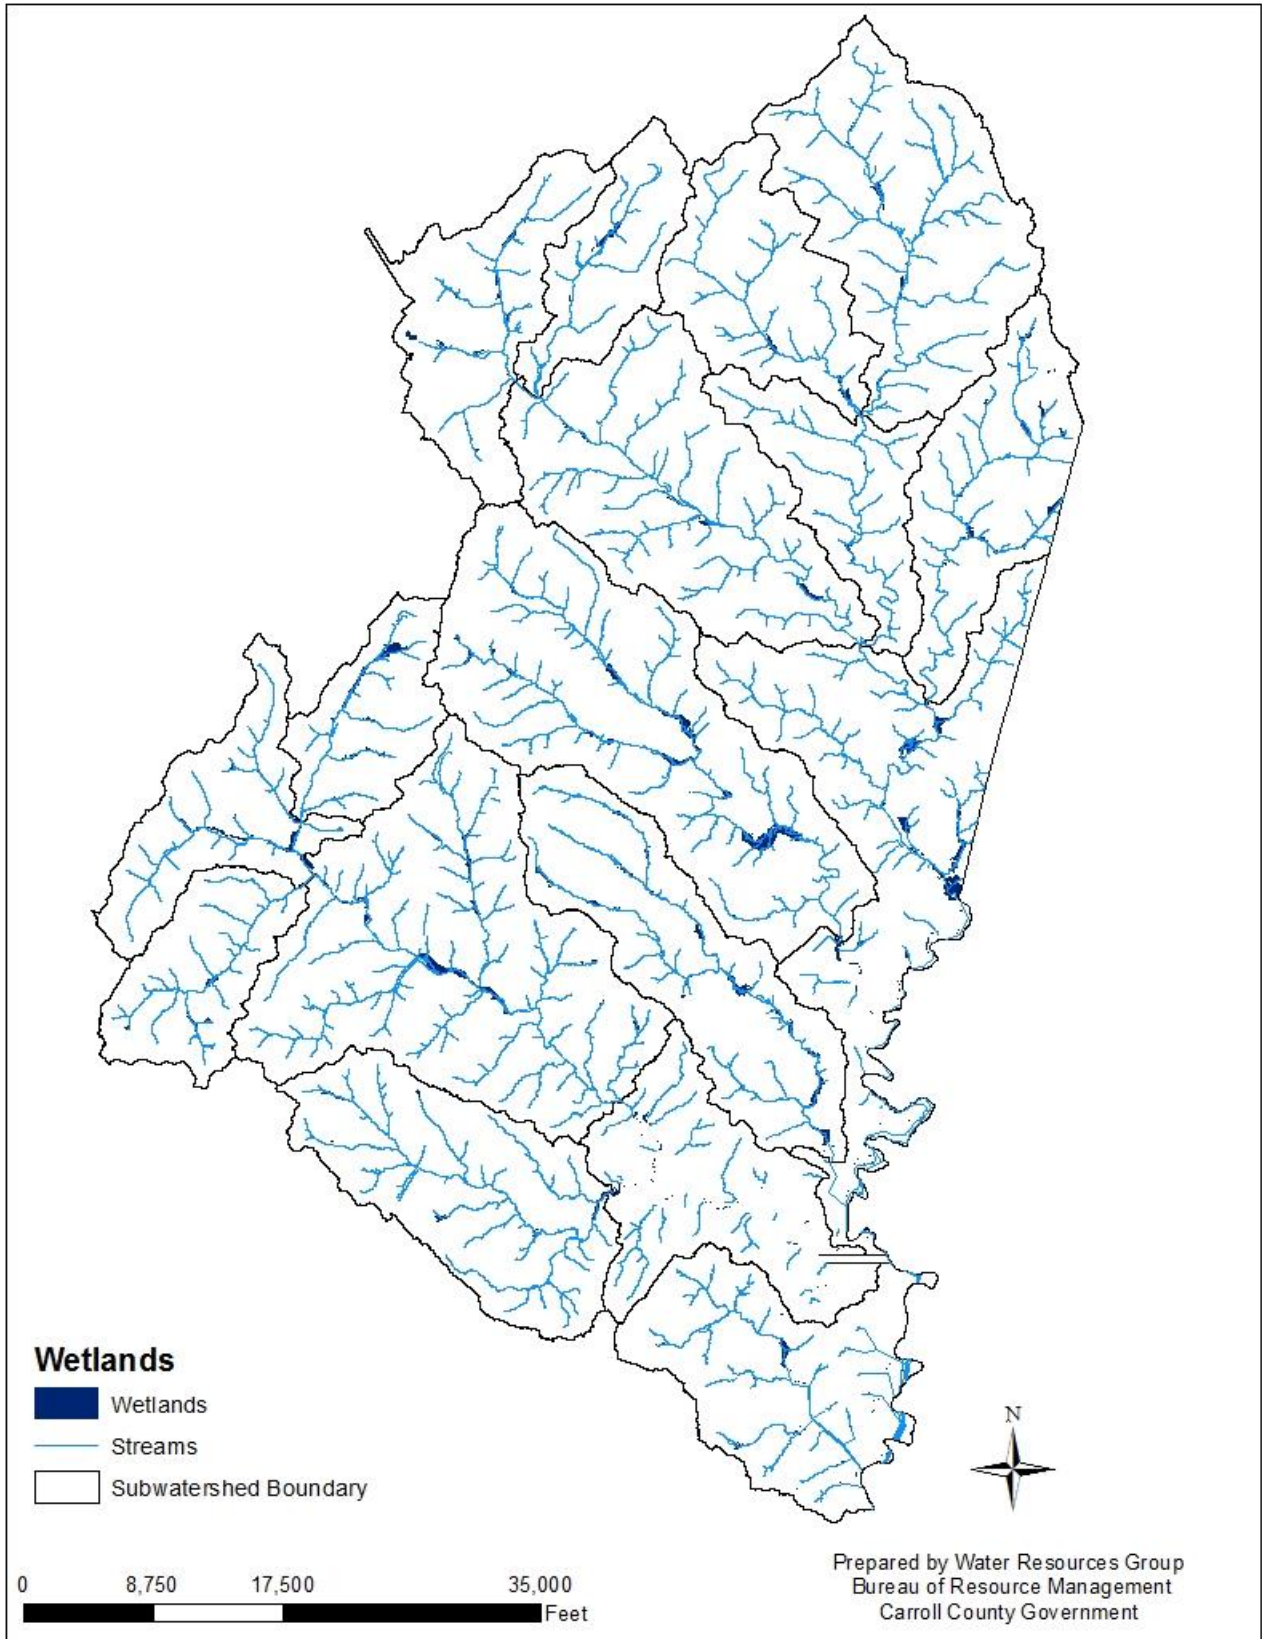 N
Wetlands
Wetlands
Streams
Subwatershed Boundary
0 8,750 17,500 35,000
Feet
Prepared by Water Resources Group
Bureau of Resource Management
Carroll County Government